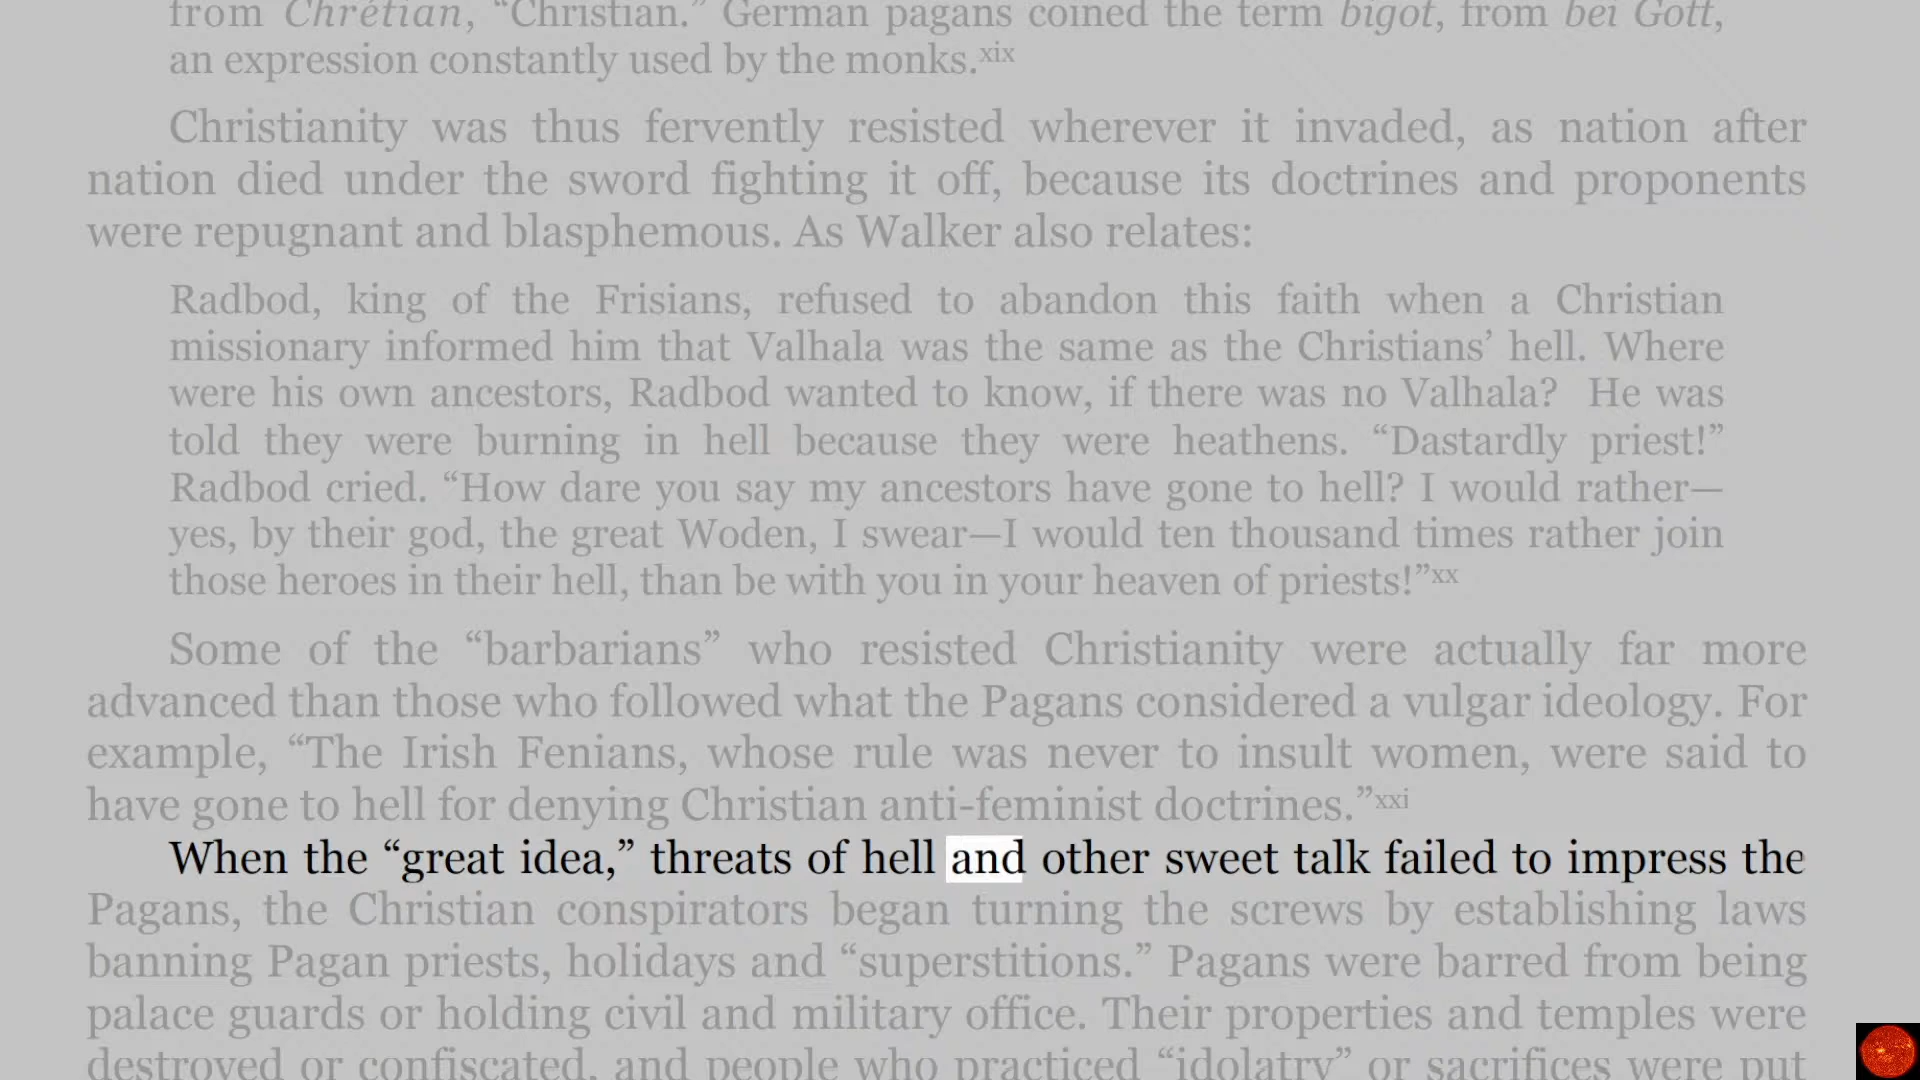 from Chrétian, “Christian.” German pagans coined the term bigot, from bei Gott,
an expression constantly used by the monks.xix
Christianity was thus fervently resisted wherever it invaded, as nation after
nation died under the sword fighting it off, because its doctrines and proponents
were repugnant and blasphemous. As Walker also relates:
Radbod, king of the Frisians, refused to abandon this faith when a Christian
missionary informed him that Valhala was the same as the Christians’ hell. Where
were his own ancestors, Radbod wanted to know, if there was no Valhala? He was
told they were burning in hell because they were heathens. “Dastardly priest!”
Radbod cried. “How dare you say my ancestors have gone to hell? I would rather—
yes, by their god, the great Woden, I swear—I would ten thousand times rather join
those heroes in their hell, than be with you in your heaven of priests!”xx
Some of the “barbarians” who resisted Christianity were actually far more
advanced than those who followed what the Pagans considered a vulgar ideology. For
example, “The Irish Fenians, whose rule was never to insult women, were said to
have gone to hell for denying Christian anti-feminist doctrines.”xxi
When the “great idea,” threats of hell and other sweet talk failed to impress the
Pagans, the Christian conspirators began turning the screws by establishing laws
banning Pagan priests, holidays and “superstitions.” Pagans were barred from being
palace guards or holding civil and military office. Their properties and temples were
destroyed or confiscated, and people who practiced “idolatry” or sacrifices were put